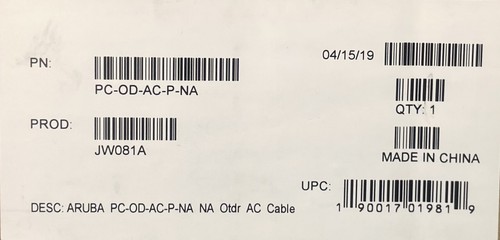 04/15/19
PN:
PC-OD-AC-P-NA
QTY: 1
PROD:
JW081A
MADE IN CHINA
UPC:
DESC: ARUBA PC-OD-AC-P-NA NA Otdr AC Cable
1 90017 01981 9